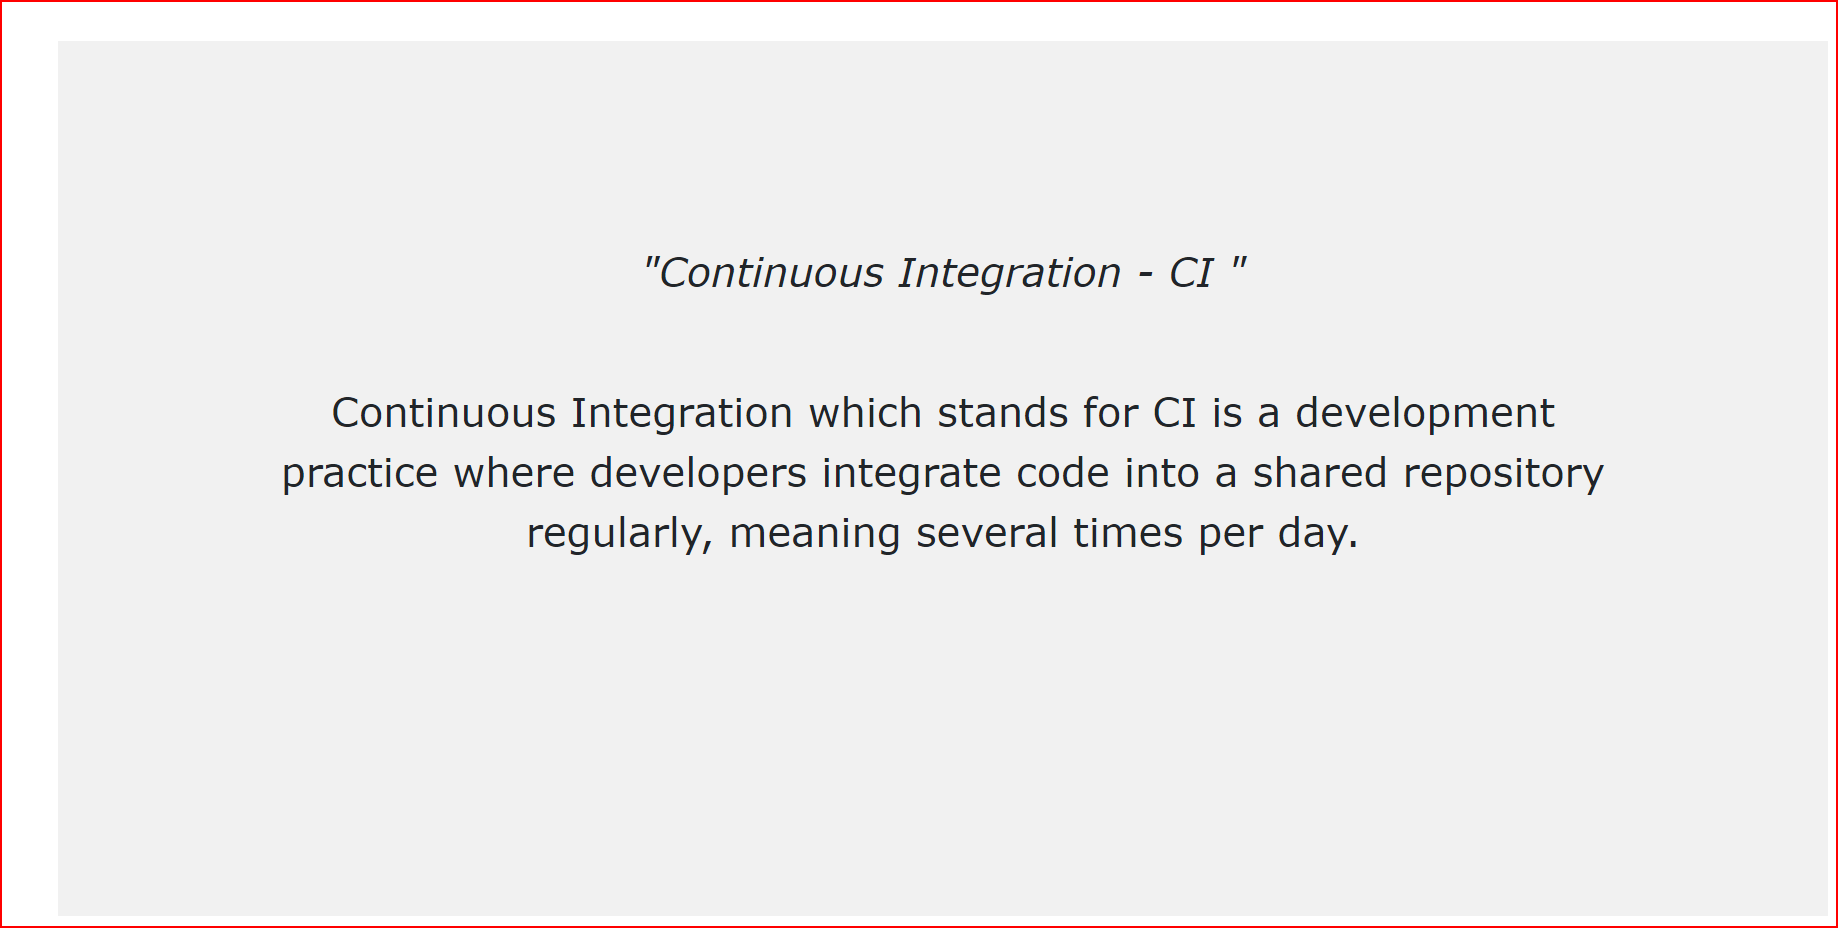 "Continuous Integration - CI "
Continuous Integration which stands for CI is a development
practice where developers integrate code into a shared repository
regularly, meaning several times per day.